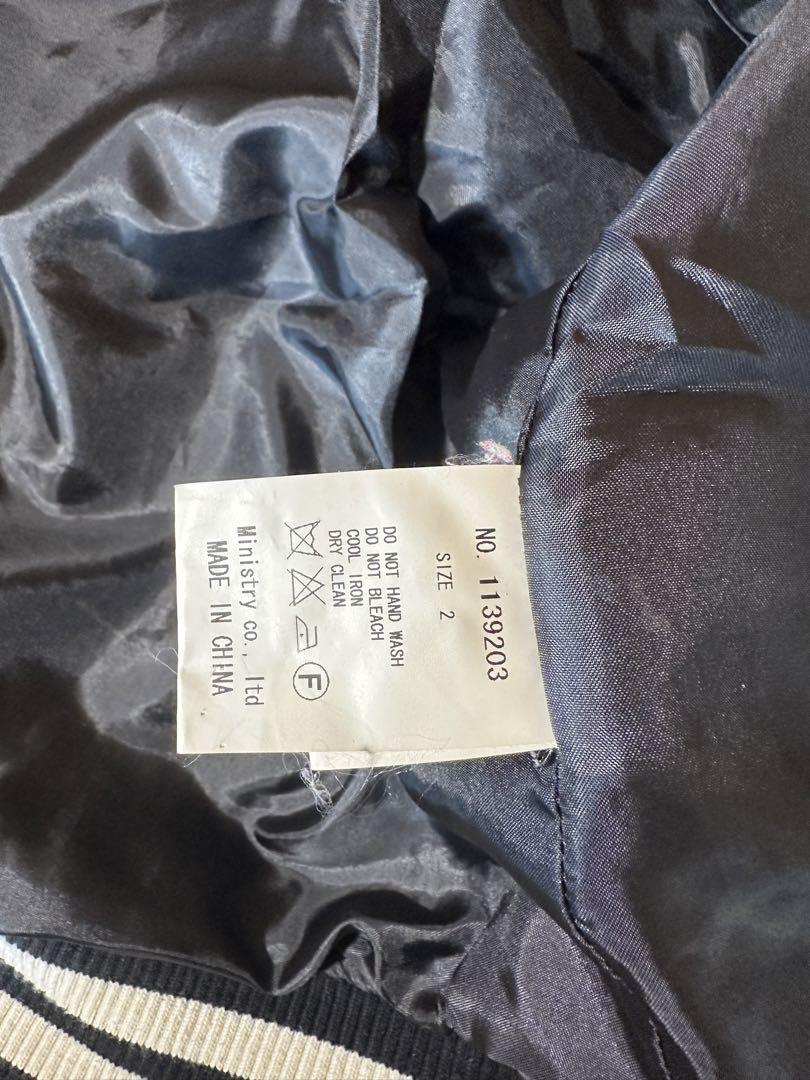 NO. 1139203
SIZE 2
DO NOT HAND WASH
DO NOT BLEACH
COOL IRON
DRY CLEAN
F
Ministry co., ltd
MADE IN CHINA